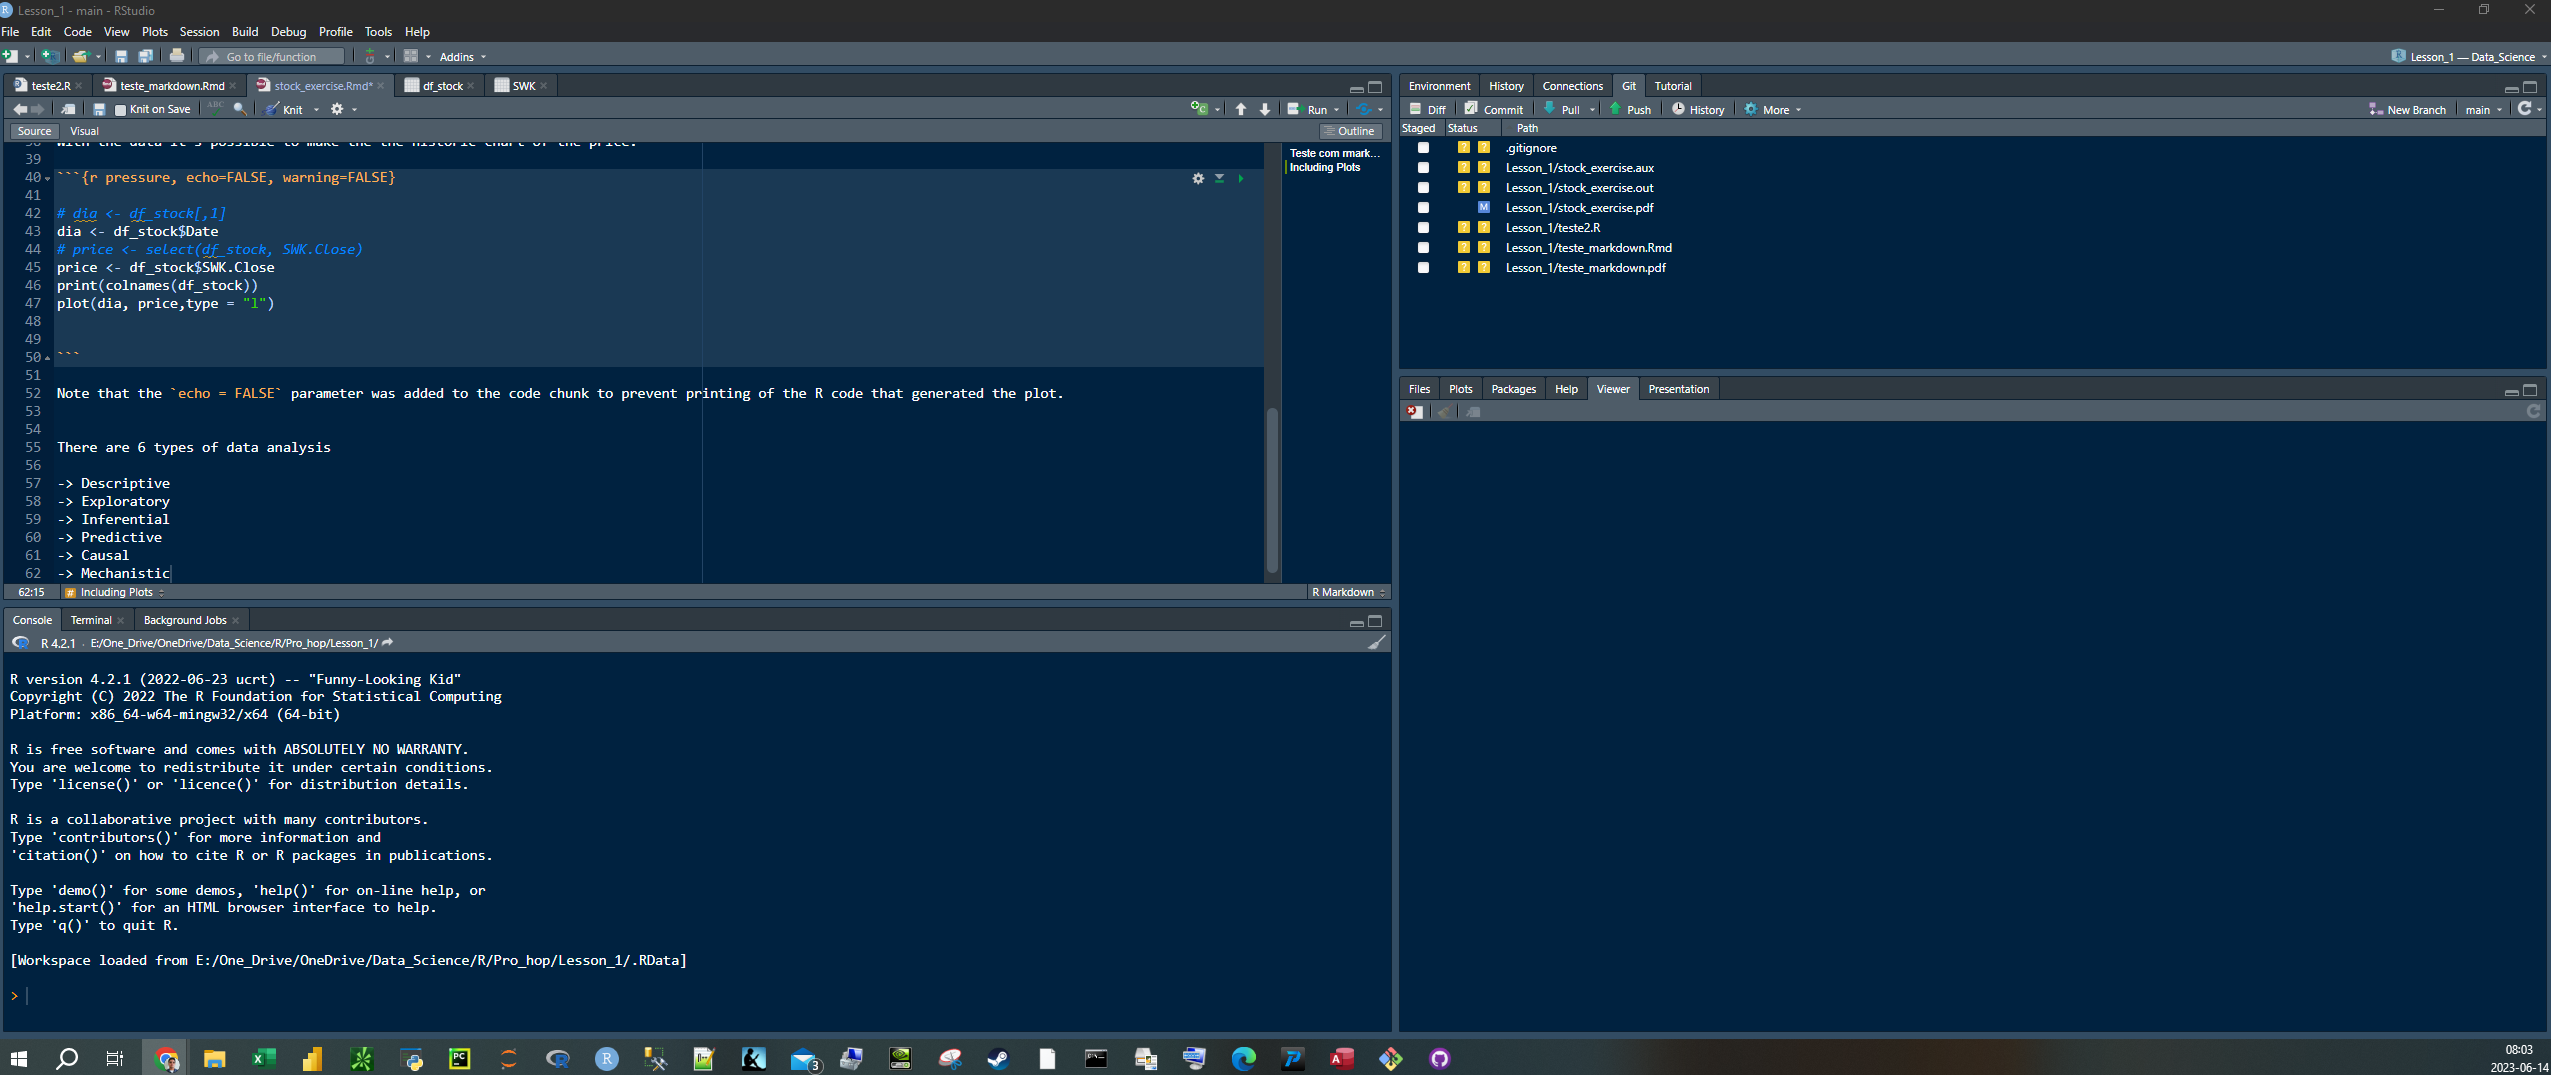 Lesson_1 - main - RStudio
File Edit Code View Plots Session Build Debug Profile Tools Help
Go to file/function Addins Lesson_1 — Data_Science
teste2.R teste_markdown.Rmd stock_exercise.Rmd* df_stock SWK
Knit on Save ABC Knit Run
Source Visual Outline
38 with the data it's possible to make the the historic chart of the price.
39
40 ```{r pressure, echo=FALSE, warning=FALSE}
41
42 # dia <- df_stock[,1]
43 dia <- df_stock$Date
44 # price <- select(df_stock, SWK.Close)
45 price <- df_stock$SWK.Close
46 print(colnames(df_stock))
47 plot(dia, price,type = "l")
48
49
50 ```
51
52 Note that the `echo = FALSE` parameter was added to the code chunk to prevent printing of the R code that generated the plot.
53
54
55 There are 6 types of data analysis
56
57 -> Descriptive
58 -> Exploratory
59 -> Inferential
60 -> Predictive
61 -> Causal
62 -> Mechanistic
Teste com rmark...
Including Plots
62:15 # Including Plots R Markdown
Console Terminal Background Jobs
R 4.2.1 · E:/One_Drive/OneDrive/Data_Science/R/Pro_hop/Lesson_1/
R version 4.2.1 (2022-06-23 ucrt) -- "Funny-Looking Kid"
Copyright (C) 2022 The R Foundation for Statistical Computing
Platform: x86_64-w64-mingw32/x64 (64-bit)
R is free software and comes with ABSOLUTELY NO WARRANTY.
You are welcome to redistribute it under certain conditions.
Type 'license()' or 'licence()' for distribution details.
R is a collaborative project with many contributors.
Type 'contributors()' for more information and
'citation()' on how to cite R or R packages in publications.
Type 'demo()' for some demos, 'help()' for on-line help, or
'help.start()' for an HTML browser interface to help.
Type 'q()' to quit R.
[Workspace loaded from E:/One_Drive/OneDrive/Data_Science/R/Pro_hop/Lesson_1/.RData]
>
Environment History Connections Git Tutorial
Diff Commit Pull Push History More New Branch main
Staged Status Path
? ? .gitignore
? ? Lesson_1/stock_exercise.aux
? ? Lesson_1/stock_exercise.out
M Lesson_1/stock_exercise.pdf
? ? Lesson_1/teste2.R
? ? Lesson_1/teste_markdown.Rmd
? ? Lesson_1/teste_markdown.pdf
Files Plots Packages Help Viewer Presentation
08:03
2023-06-14